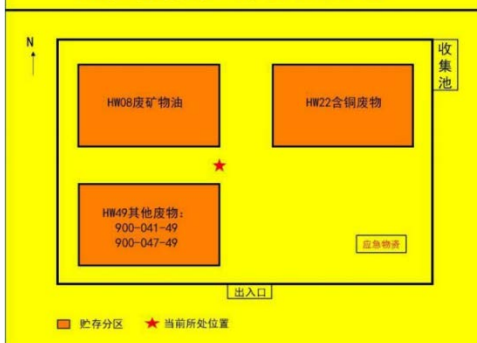 N
收集池
HW08废矿物油
HW22含铜废物
HW49其他废物：
900-041-49
900-047-49
应急物资
出入口
贮存分区
当前所处位置